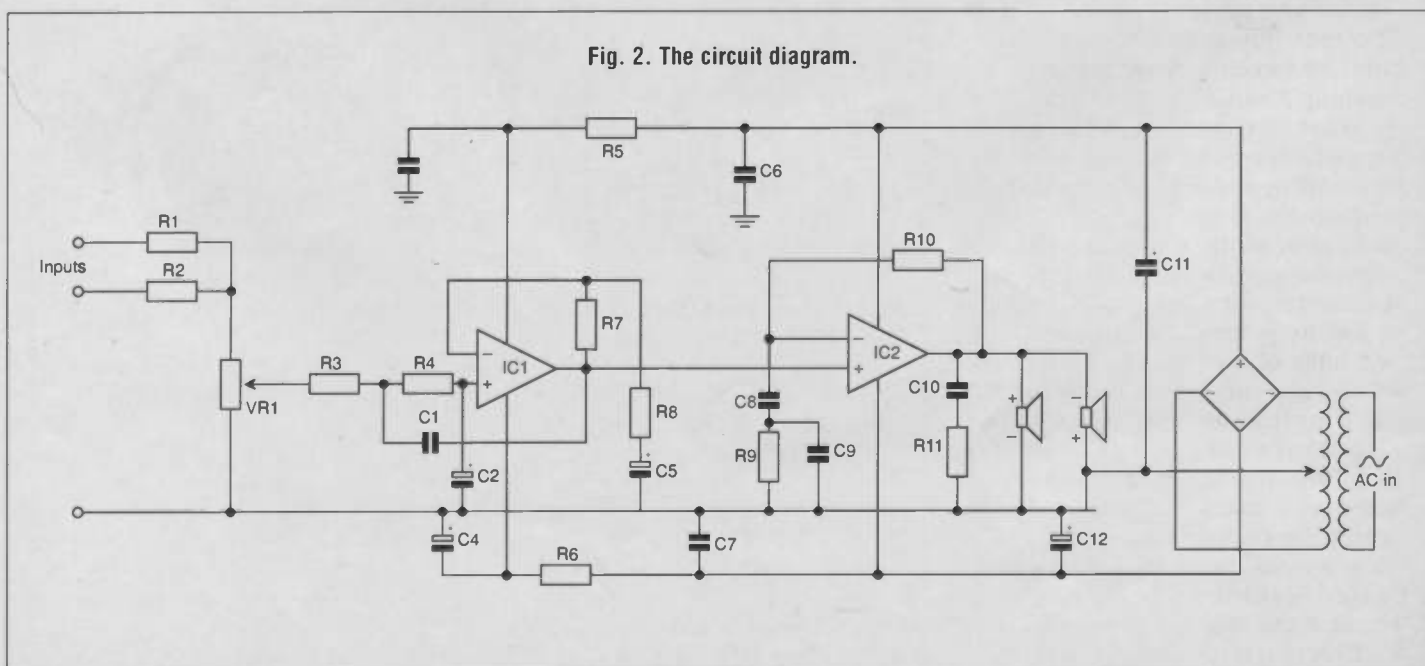 Fig. 2. The circuit diagram.
R5
C6
R1
Inputs
R2
R10
C11
R7
R3
R4
IC1
IC2
VR1
C1
R8
C8
C10
C2
R9
C9
R11
C5
AC in
C4
R6
C7
C12